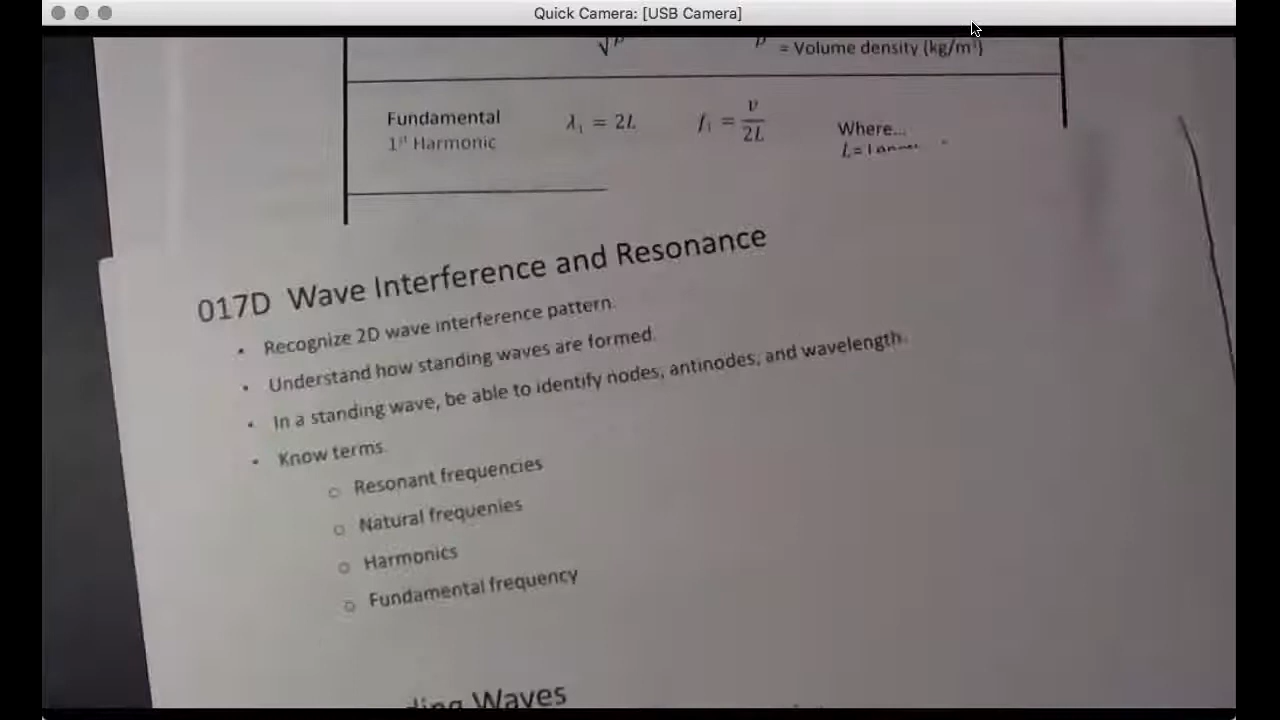 Quick Camera: [USB Camera]
= Volume density (kg/m³)
Fundamental
1st Harmonic
λ₁ = 2L
f₁ = v/2L
Where...
L =
017D Wave Interference and Resonance
• Recognize 2D wave interference pattern.
• Understand how standing waves are formed.
• In a standing wave, be able to identify nodes, antinodes, and wavelength.
• Know terms.
○ Resonant frequencies
○ Natural frequenies
○ Harmonics
○ Fundamental frequency
Waves